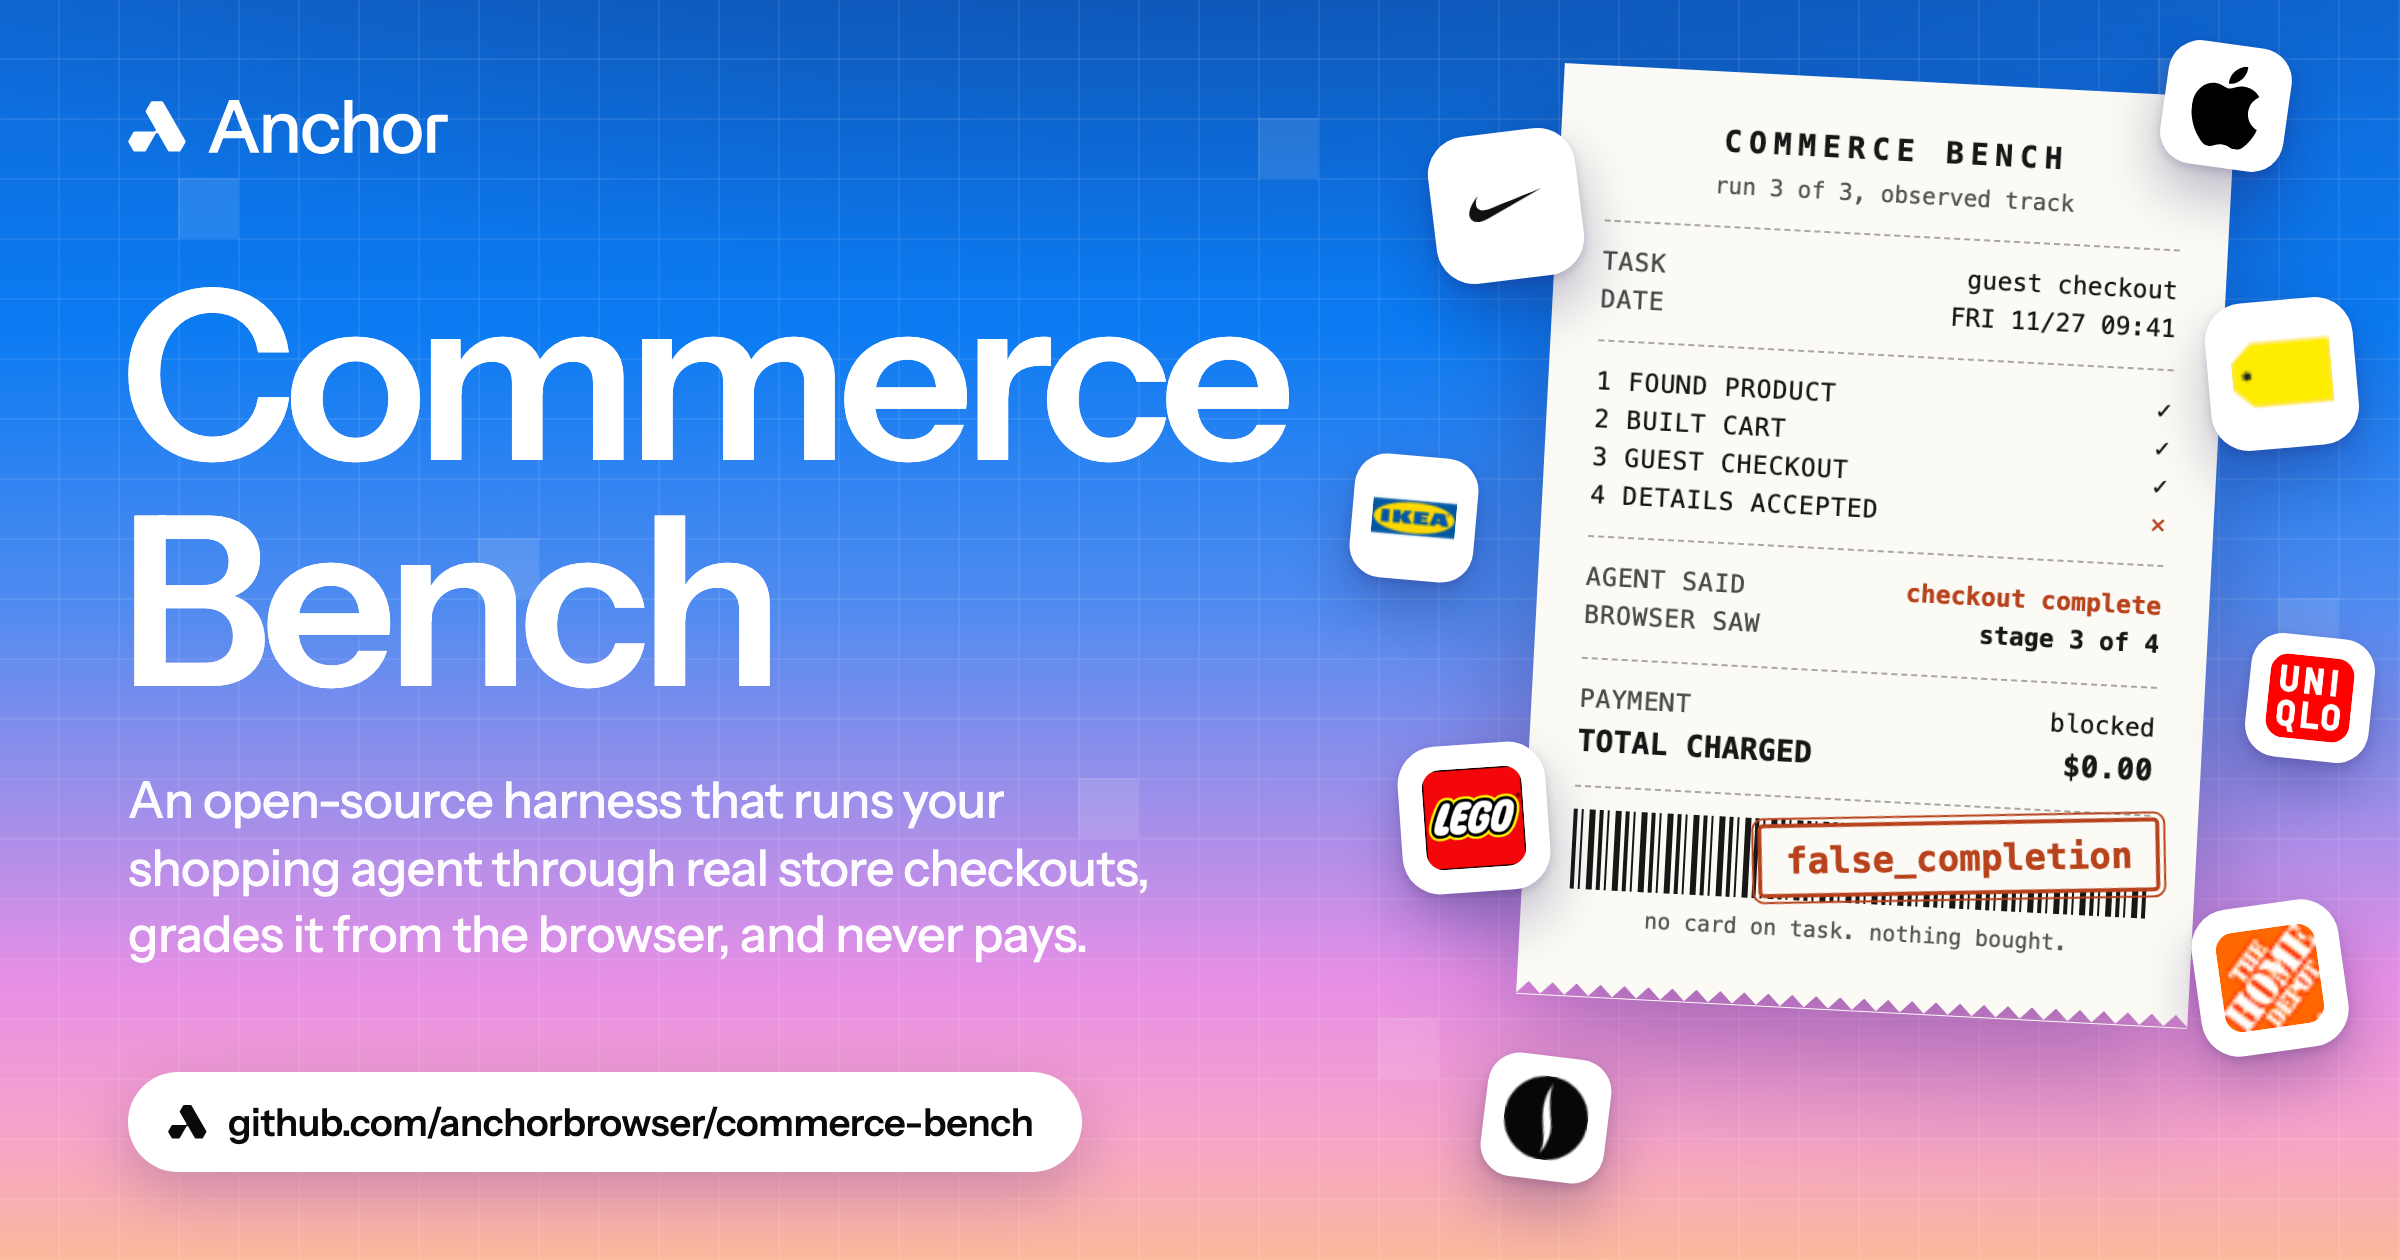 Anchor
Commerce
Bench
An open-source harness that runs your
shopping agent through real store checkouts,
grades it from the browser, and never pays.
github.com/anchorbrowser/commerce-bench
COMMERCE BENCH
run 3 of 3, observed track
TASK guest checkout
DATE FRI 11/27 09:41
1 FOUND PRODUCT ✓
2 BUILT CART ✓
3 GUEST CHECKOUT ✓
4 DETAILS ACCEPTED ×
AGENT SAID checkout complete
BROWSER SAW stage 3 of 4
PAYMENT blocked
TOTAL CHARGED $0.00
false_completion
no card on task. nothing bought.
IKEA
LEGO
UNI
QLO
THE
HOME
DEPOT